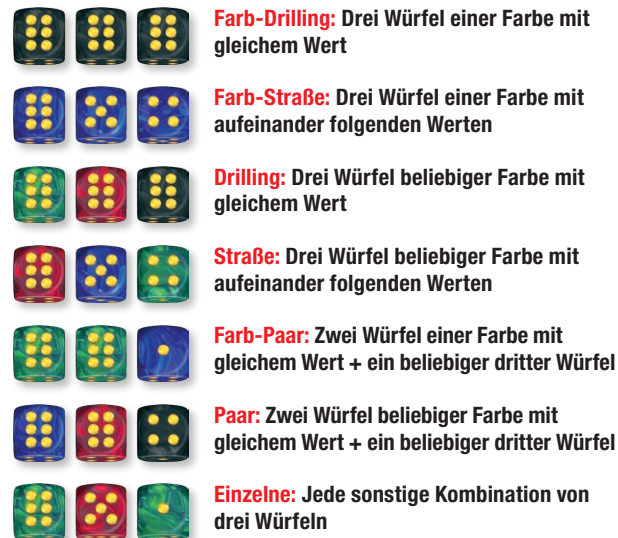 Farb-Drilling: Drei Würfel einer Farbe mit
gleichem Wert
Farb-Straße: Drei Würfel einer Farbe mit
aufeinander folgenden Werten
Drilling: Drei Würfel beliebiger Farbe mit
gleichem Wert
Straße: Drei Würfel beliebiger Farbe mit
aufeinander folgenden Werten
Farb-Paar: Zwei Würfel einer Farbe mit
gleichem Wert + ein beliebiger dritter Würfel
Paar: Zwei Würfel beliebiger Farbe mit
gleichem Wert + ein beliebiger dritter Würfel
Einzelne: Jede sonstige Kombination von
drei Würfeln